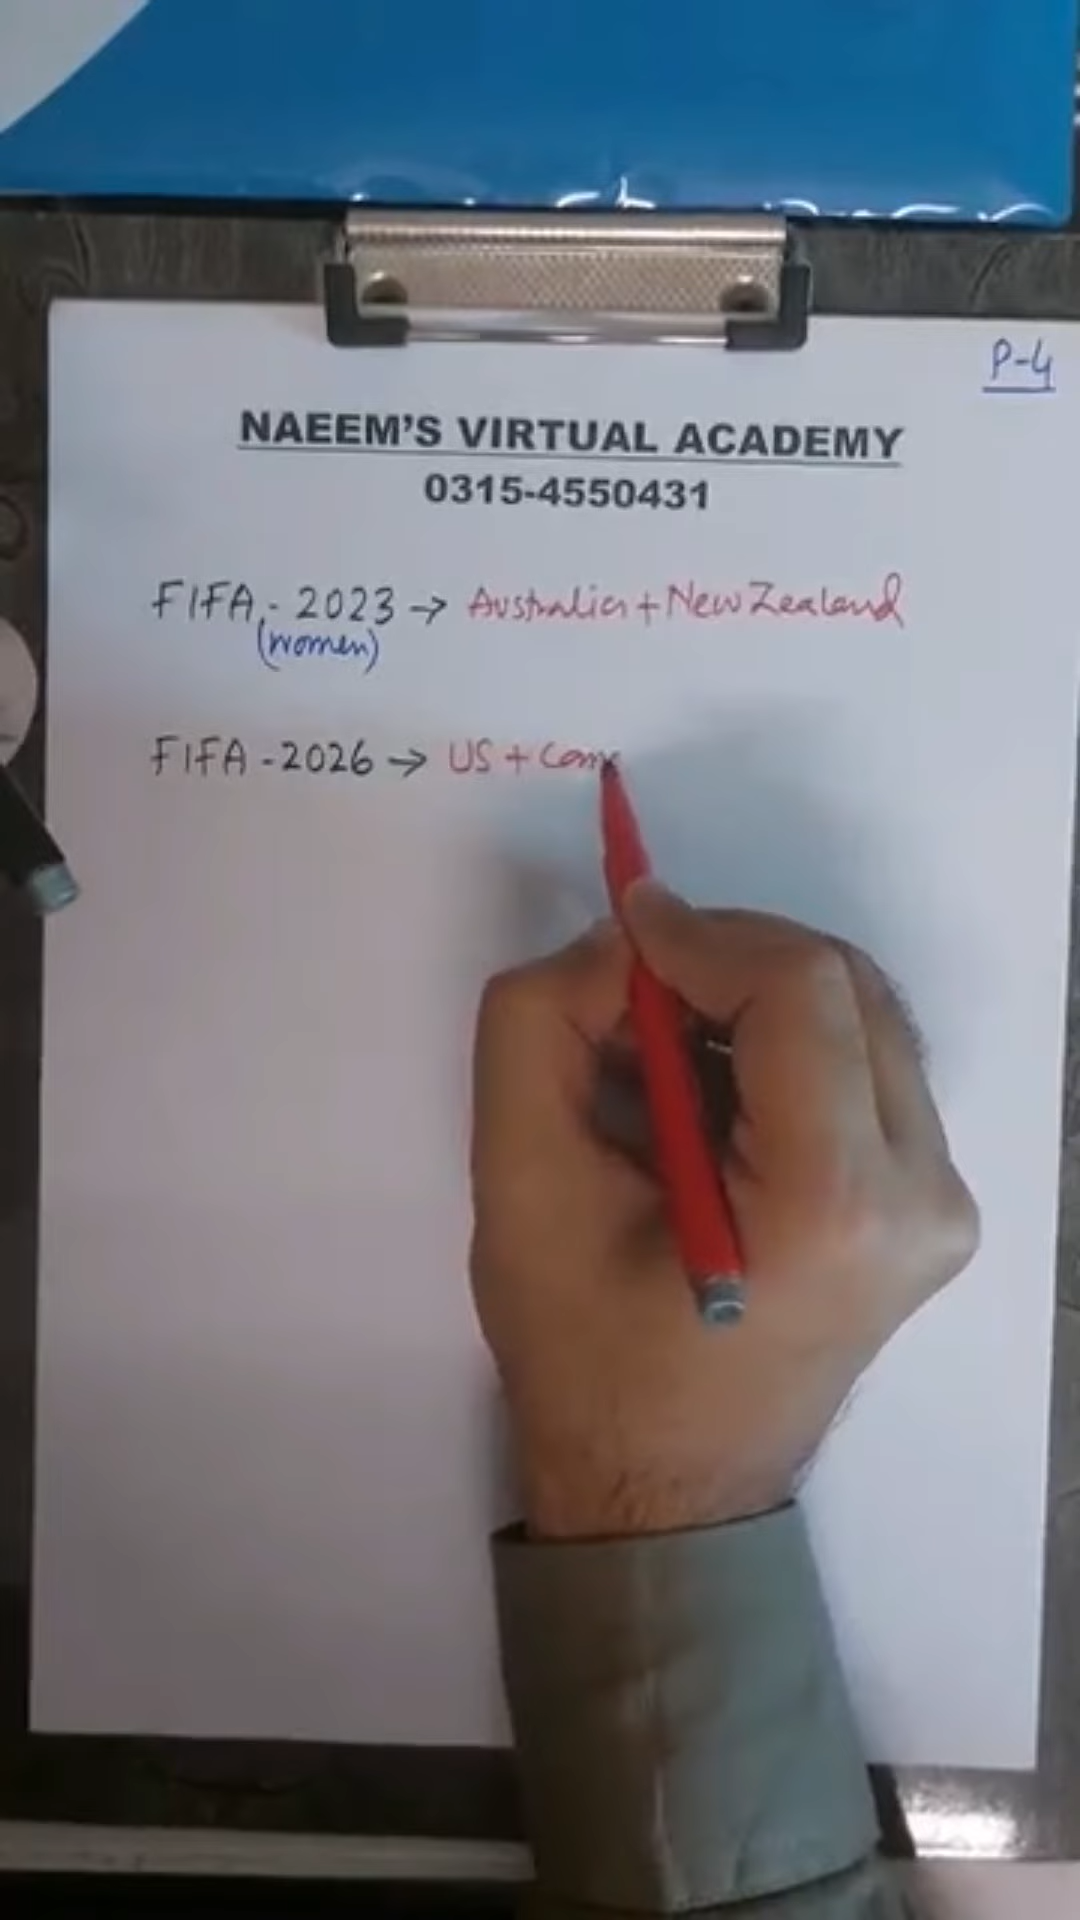 P-4
NAEEM'S VIRTUAL ACADEMY
0315-4550431
FIFA - 2023 → Australia + New Zealand
(women)
FIFA - 2026 → US +